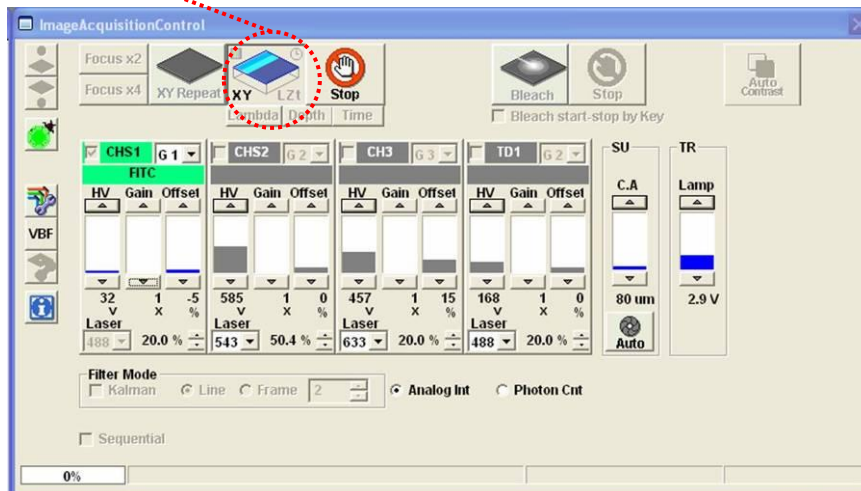 ImageAcquisitionControl
Focus x2
Focus x4
XY Repeat
XY LZt
Stop
Bleach
Stop
Auto
Contrast
Lambda Depth Time
Bleach start-stop by Key
CHS1 G 1
CHS2 G 2
CH3 G 3
TD1 G 2
SU
TR
FITC
HV Gain Offset
HV Gain Offset
HV Gain Offset
HV Gain Offset
C.A
Lamp
VBF
32 1 -5
585 1 0
457 1 15
168 1 0
80 um
2.9 V
V X %
V X %
V X %
V X %
Laser
Laser
Laser
Laser
488 20.0 %
543 50.4 %
633 20.0 %
488 20.0 %
Auto
Filter Mode
Kalman Line Frame 2
Analog Int Photon Cnt
Sequential
0%